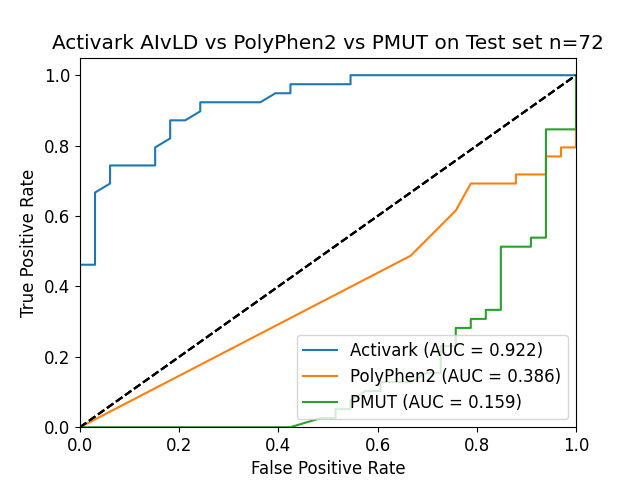 Activark AIvLD vs PolyPhen2 vs PMUT on Test set n=72
1.0
0.8
0.6
0.4
0.2
0.0
True Positive Rate
Activark (AUC = 0.922)
PolyPhen2 (AUC = 0.386)
PMUT (AUC = 0.159)
0.0 0.2 0.4 0.6 0.8 1.0
False Positive Rate